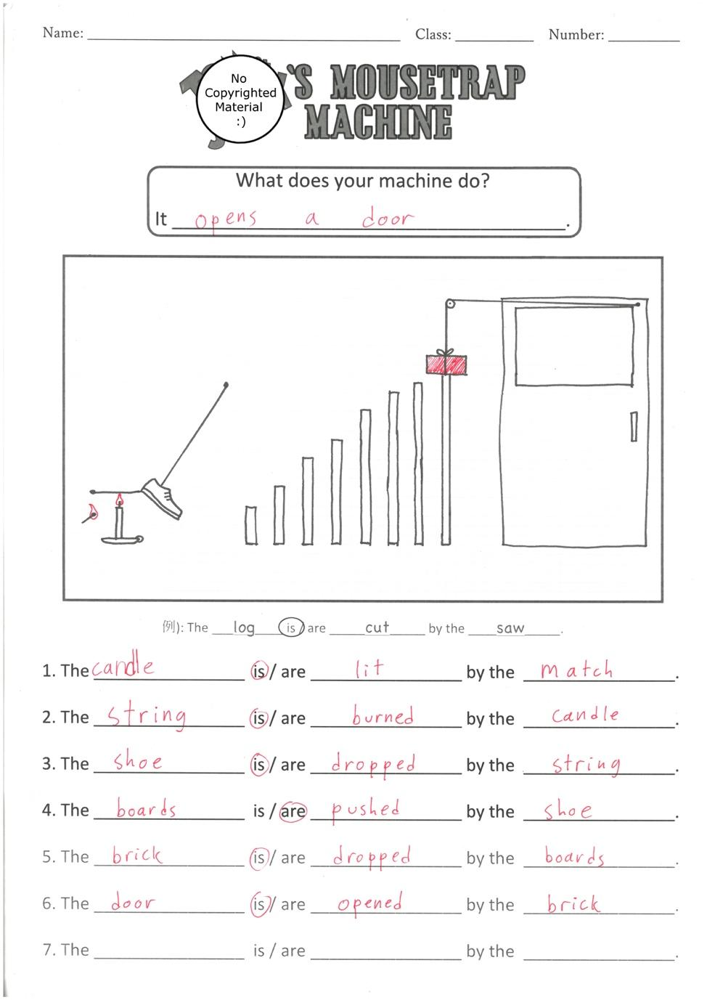 Name: Class: Number:
No
Copyrighted
Material
:)
`S MOUSETRAP
MACHINE
What does your machine do?
It opens a door.
例): The log is / are cut by the saw.
1. The candle is / are lit by the match.
2. The string is / are burned by the candle.
3. The shoe is / are dropped by the string.
4. The boards is / are pushed by the shoe.
5. The brick is / are dropped by the boards.
6. The door is / are opened by the brick.
7. The is / are by the .